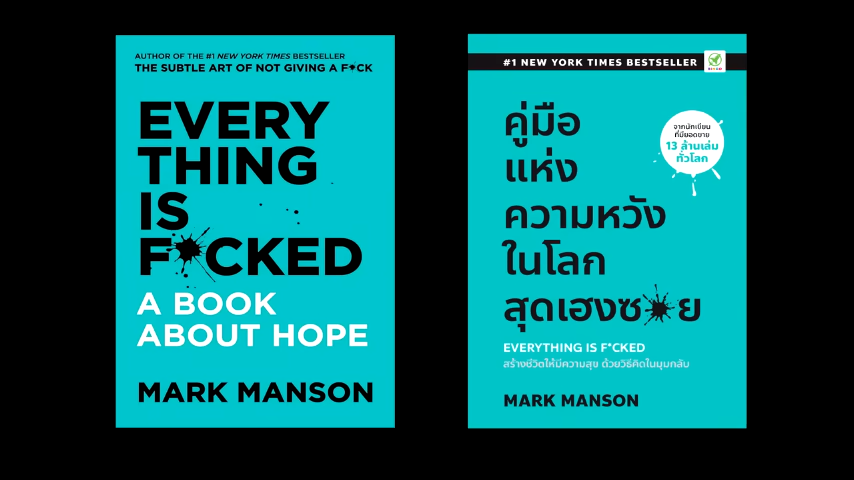 AUTHOR OF THE #1 NEW YORK TIMES BESTSELLER
THE SUBTLE ART OF NOT GIVING A F*CK
EVERY
THING
IS
F*CKED
A BOOK
ABOUT HOPE
MARK MANSON
#1 NEW YORK TIMES BESTSELLER
คู่มือ
แห่ง
ความหวัง
ในโลก
สุดเฮงซ*ย
จากนักเขียน
ที่มียอดขาย
13 ล้านเล่ม
ทั่วโลก
EVERYTHING IS F*CKED
สร้างชีวิตให้มีความสุข ด้วยวิธีคิดในมุมกลับ
MARK MANSON